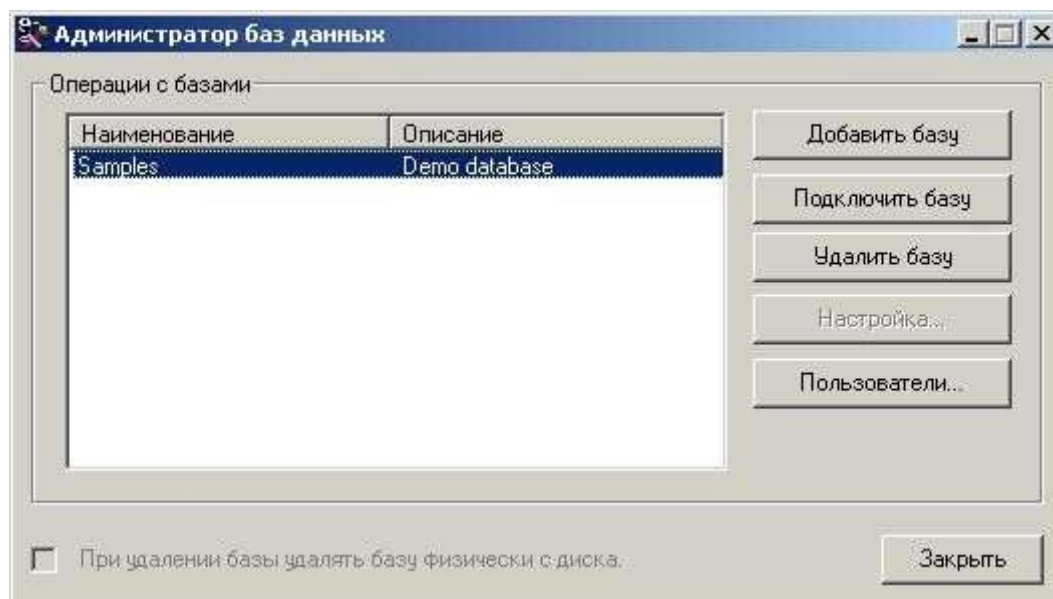 Администратор баз данных
Операции с базами
Наименование Описание
Samples Demo database
Добавить базу
Подключить базу
Удалить базу
Настройка...
Пользователи...
При удалении базы удалять базу физически с диска.
Закрыть